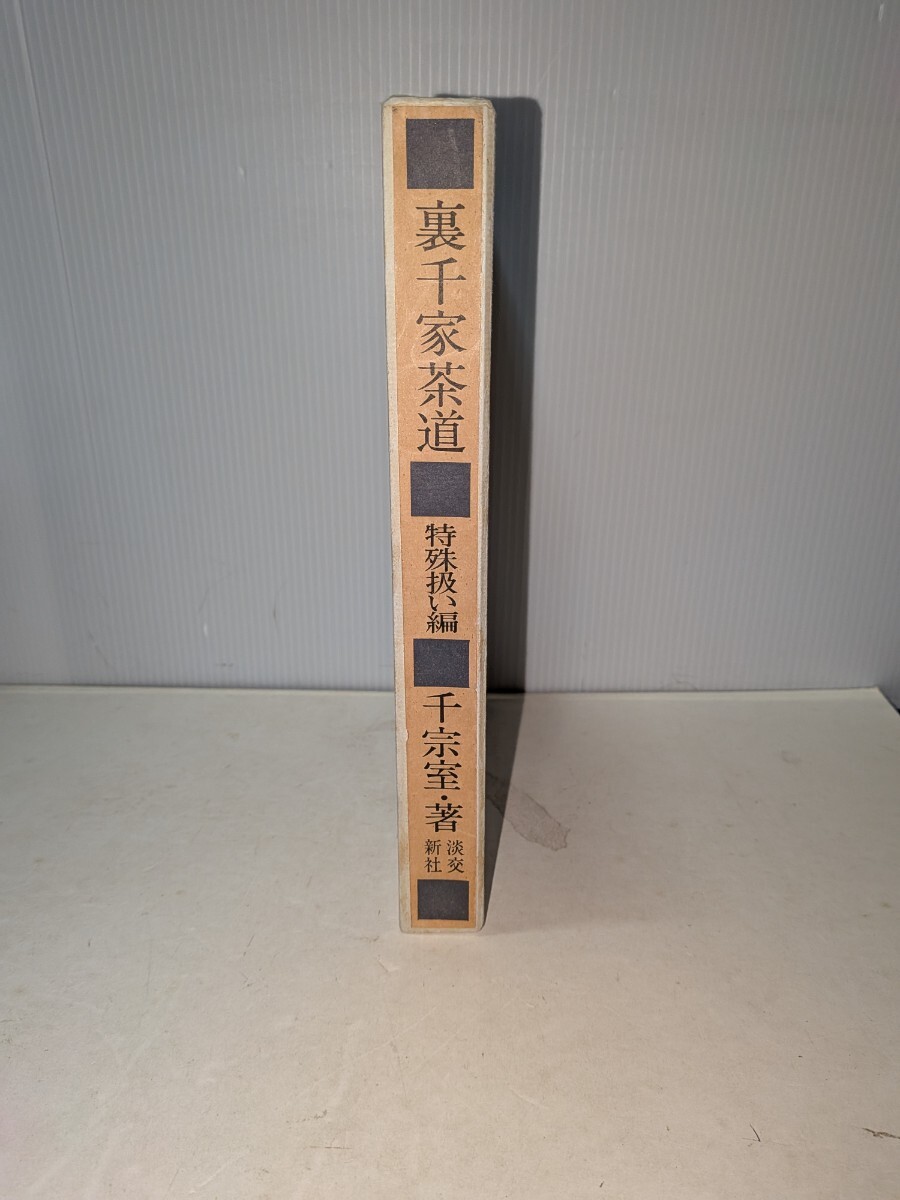 裏千家茶道
特殊扱い編
千宗室・著
淡交
新社